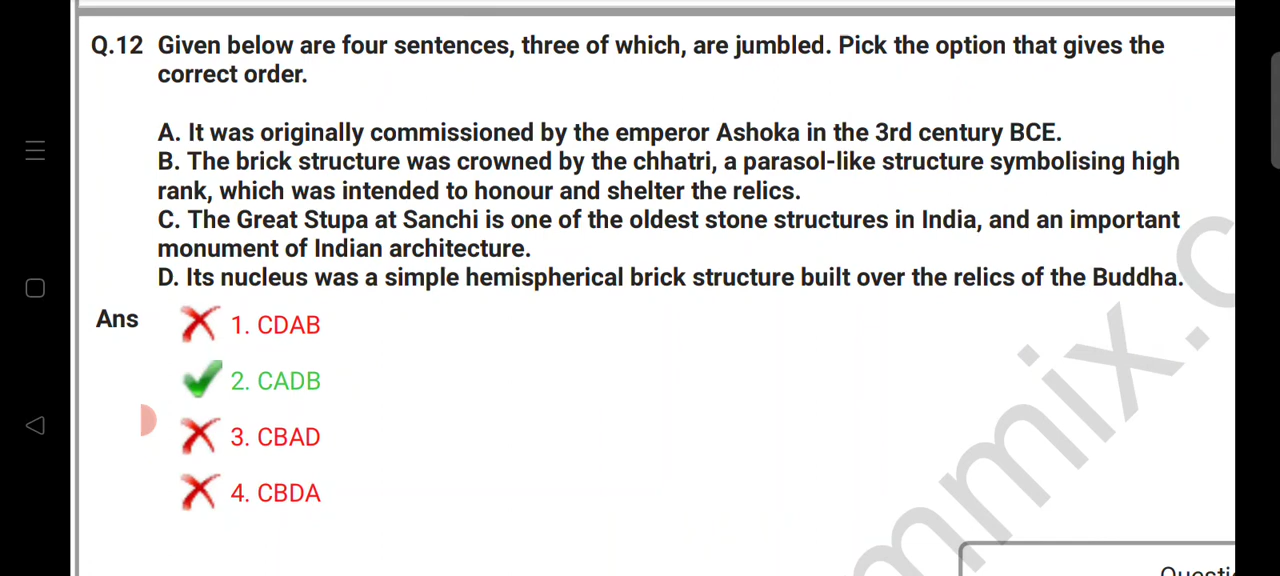 Q.12 Given below are four sentences, three of which, are jumbled. Pick the option that gives the
correct order.
A. It was originally commissioned by the emperor Ashoka in the 3rd century BCE.
B. The brick structure was crowned by the chhatri, a parasol-like structure symbolising high
rank, which was intended to honour and shelter the relics.
C. The Great Stupa at Sanchi is one of the oldest stone structures in India, and an important
monument of Indian architecture.
D. Its nucleus was a simple hemispherical brick structure built over the relics of the Buddha.
Ans 1. CDAB
2. CADB
3. CBAD
4. CBDA
mmix.c